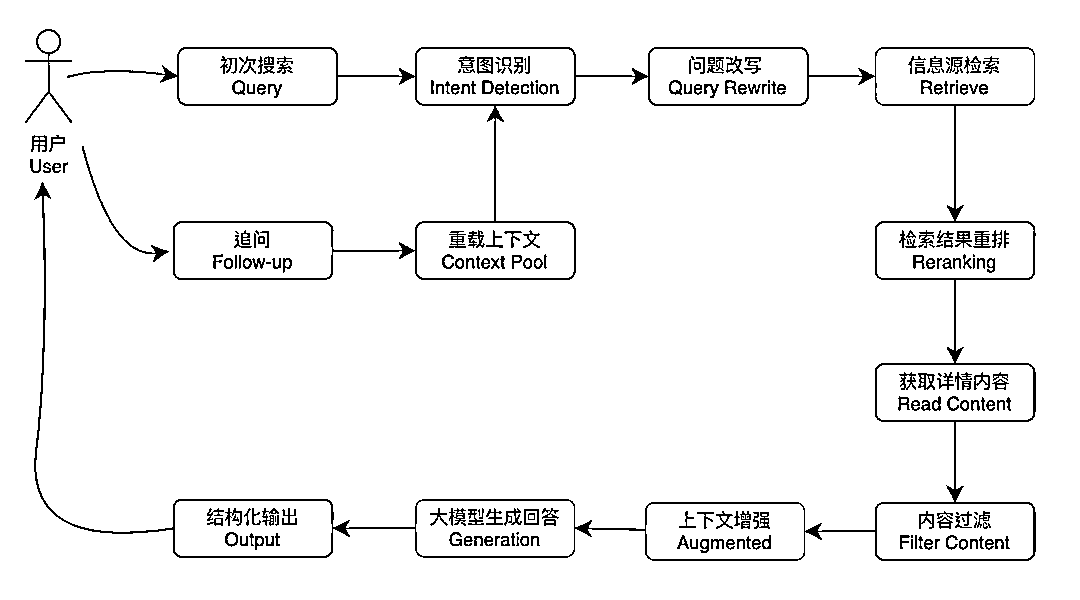 初次搜索
Query
意图识别
Intent Detection
问题改写
Query Rewrite
信息源检索
Retrieve
用户
User
追问
Follow-up
重载上下文
Context Pool
检索结果重排
Reranking
获取详情内容
Read Content
结构化输出
Output
大模型生成回答
Generation
上下文增强
Augmented
内容过滤
Filter Content